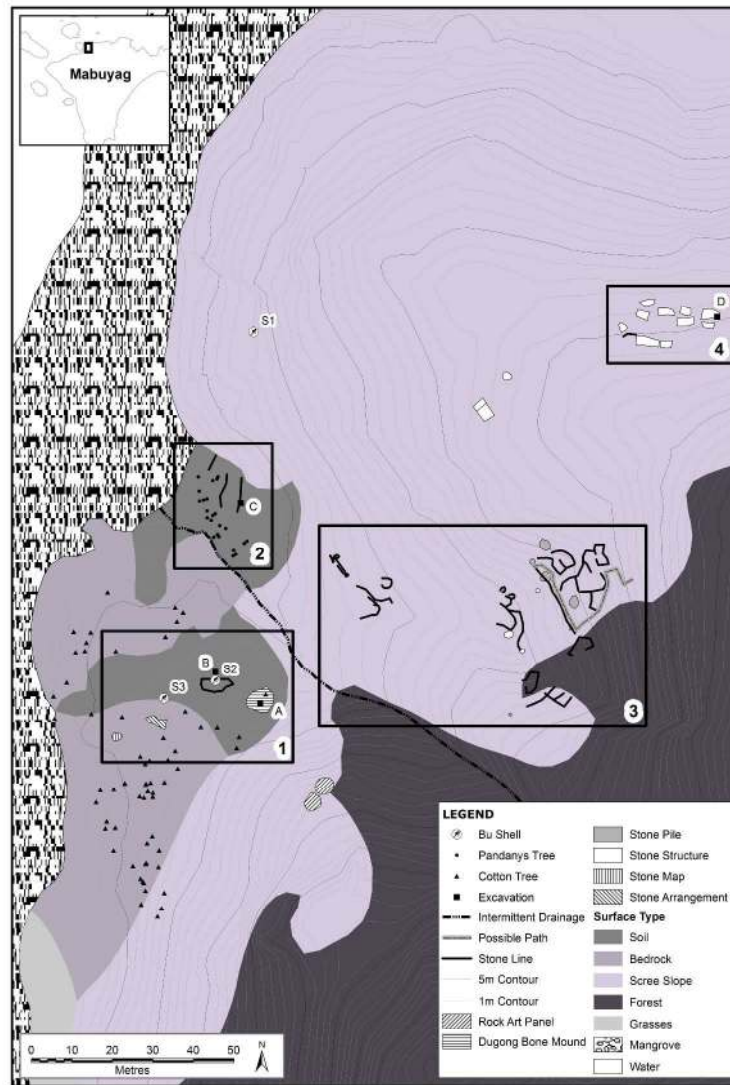 Mabuyag
S1
D
4
C
2
B
S2
S3
A
1
3
LEGEND
Bu Shell
Pandanys Tree
Cotton Tree
Excavation
Intermittent Drainage
Possible Path
Stone Line
5m Contour
1m Contour
Rock Art Panel
Dugong Bone Mound
Stone Pile
Stone Structure
Stone Map
Stone Arrangement
Surface Type
Soil
Bedrock
Scree Slope
Forest
Grasses
Mangrove
Water
0 10 20 30 40 50
Metres
N